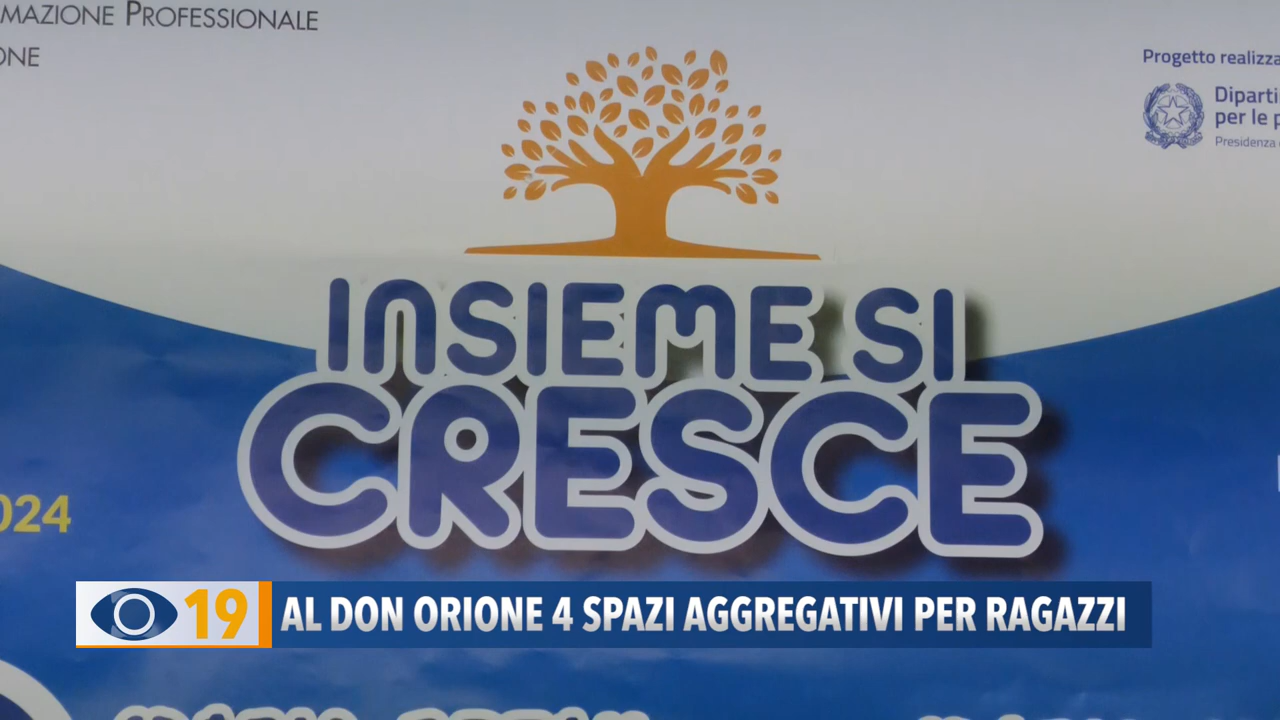 MAZIONE PROFESSIONALE
ONE
Progetto realizza
Diparti
per le p
Presidenza
INSIEME SI
CRESCE
024
19 AL DON ORIONE 4 SPAZI AGGREGATIVI PER RAGAZZI